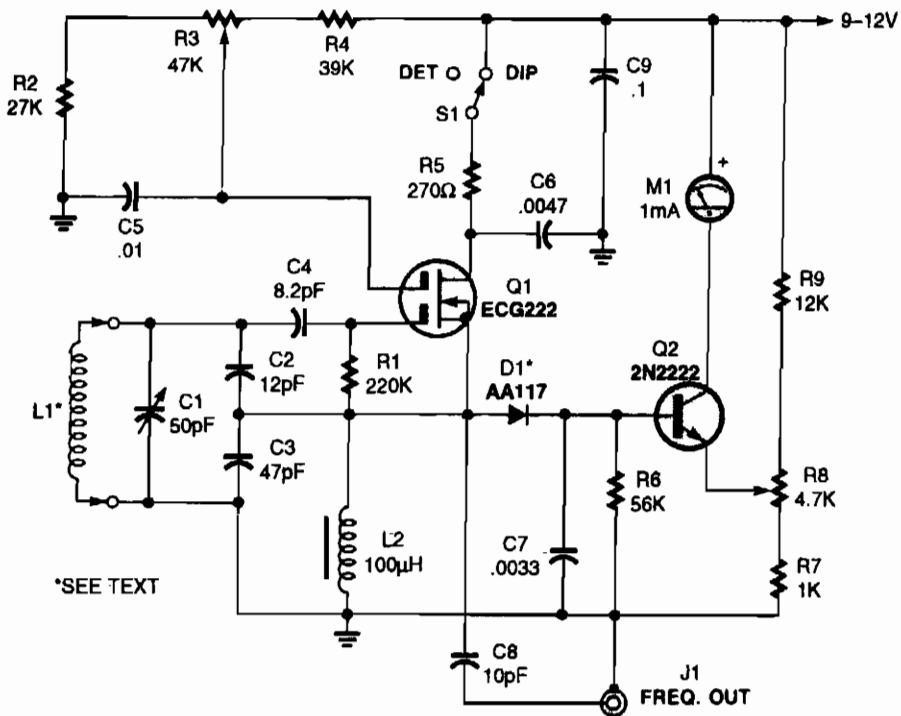 9–12V
R3
47K
R4
39K
R2
27K
DET
DIP
S1
C9
.1
R5
270Ω
C6
.0047
M1
1mA
+
C5
.01
C4
8.2pF
Q1
ECG222
R9
12K
L1*
C1
50pF
C2
12pF
R1
220K
D1*
AA117
Q2
2N2222
C3
47pF
R6
56K
R8
4.7K
L2
100µH
C7
.0033
R7
1K
*SEE TEXT
C8
10pF
J1
FREQ. OUT